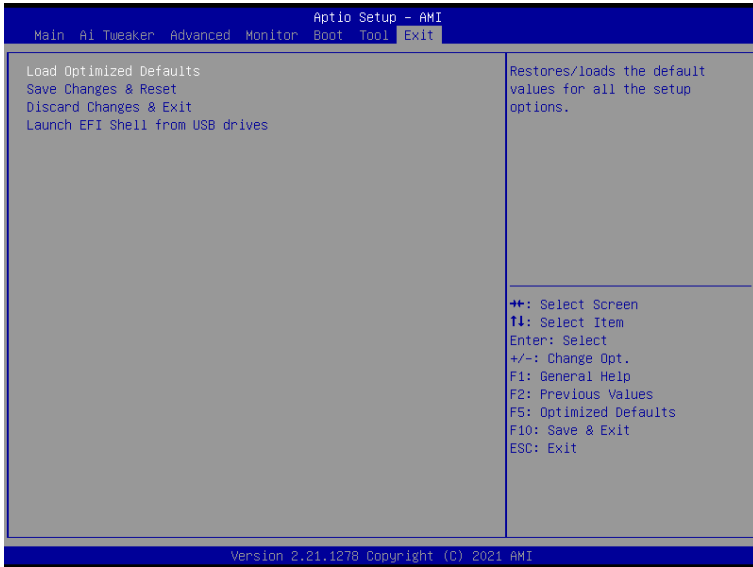 Aptio Setup – AMI
Main Ai Tweaker Advanced Monitor Boot Tool Exit
Load Optimized Defaults
Save Changes & Reset
Discard Changes & Exit
Launch EFI Shell from USB drives
Restores/loads the default
values for all the setup
options.
→←: Select Screen
↑↓: Select Item
Enter: Select
+/-: Change Opt.
F1: General Help
F2: Previous Values
F5: Optimized Defaults
F10: Save & Exit
ESC: Exit
Version 2.21.1278 Copyright (C) 2021 AMI